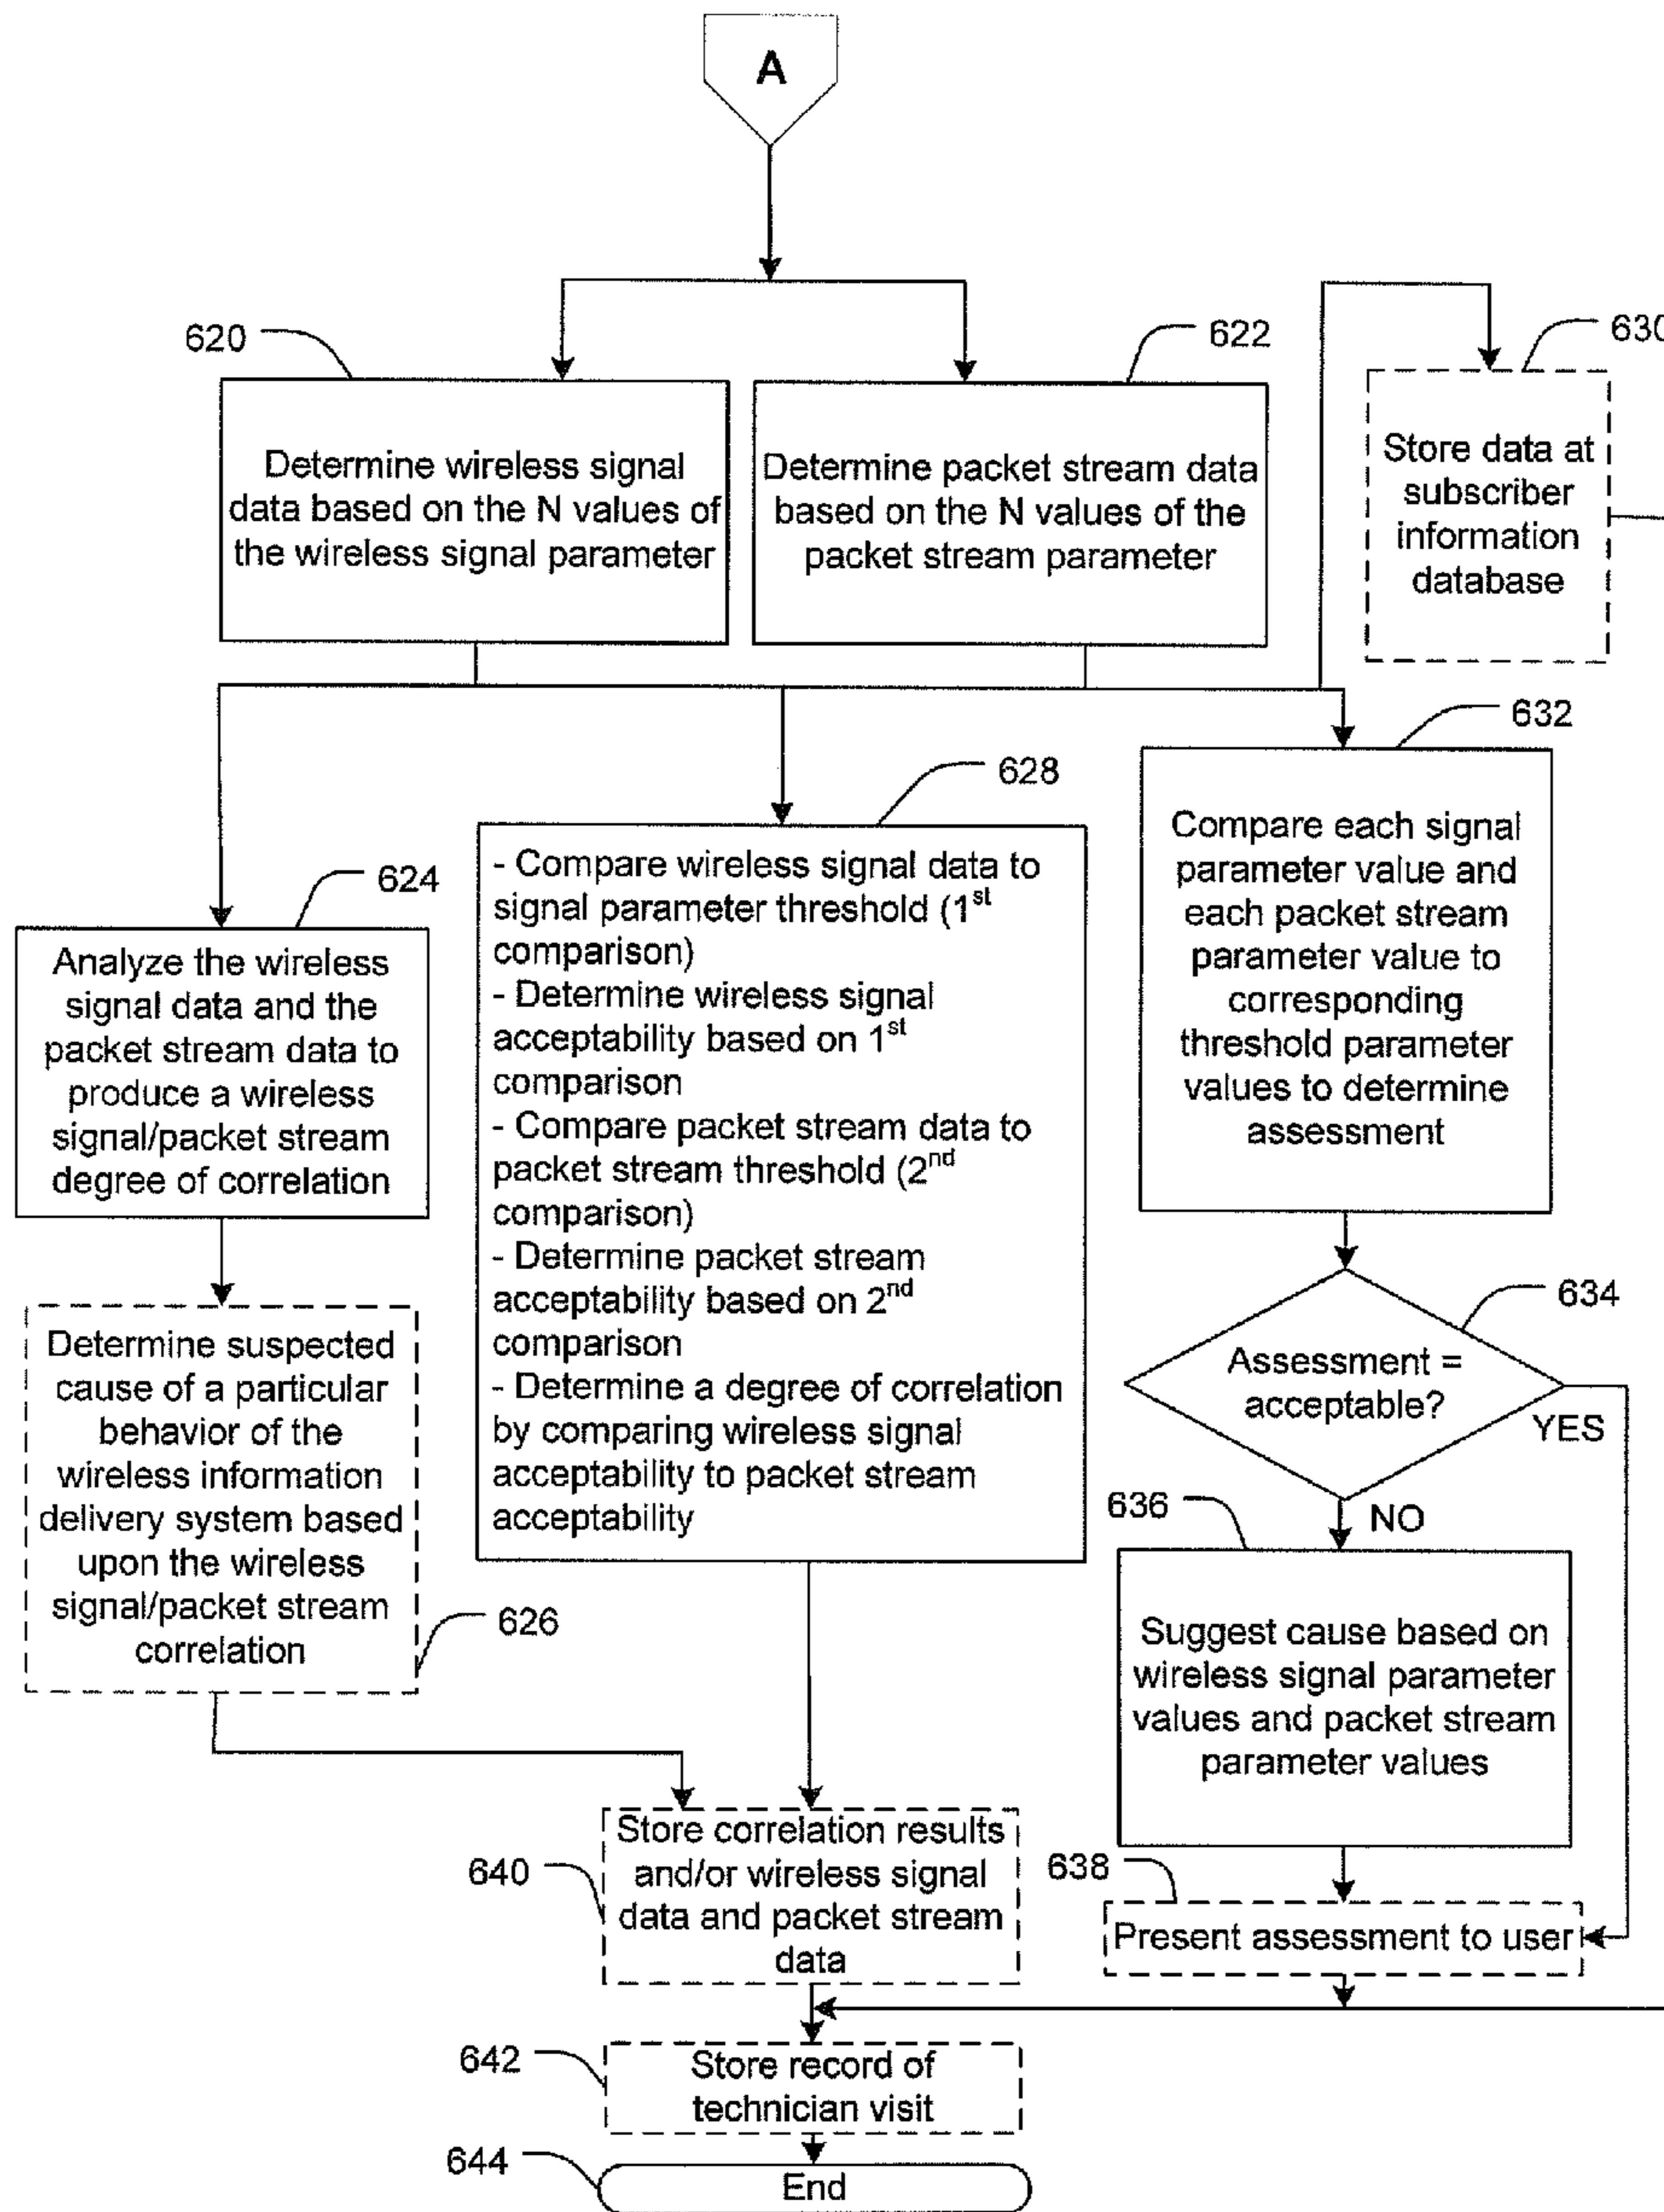 A
620
622
630
Determine wireless signal
data based on the N values of
the wireless signal parameter
Determine packet stream data
based on the N values of the
packet stream parameter
Store data at
subscriber
information
database
632
628
624
Compare each signal
parameter value and
each packet stream
parameter value to
corresponding
threshold parameter
values to determine
assessment
- Compare wireless signal data to
signal parameter threshold (1st
comparison)
- Determine wireless signal
acceptability based on 1st
comparison
- Compare packet stream data to
packet stream threshold (2nd
comparison)
- Determine packet stream
acceptability based on 2nd
comparison
- Determine a degree of correlation
by comparing wireless signal
acceptability to packet stream
acceptability
Analyze the wireless
signal data and the
packet stream data to
produce a wireless
signal/packet stream
degree of correlation
634
Assessment =
acceptable?
YES
NO
Determine suspected
cause of a particular
behavior of the
wireless information
delivery system based
upon the wireless
signal/packet stream
correlation
626
636
Suggest cause based on
wireless signal parameter
values and packet stream
parameter values
640
Store correlation results
and/or wireless signal
data and packet stream
data
638
Present assessment to user
642
Store record of
technician visit
644
End